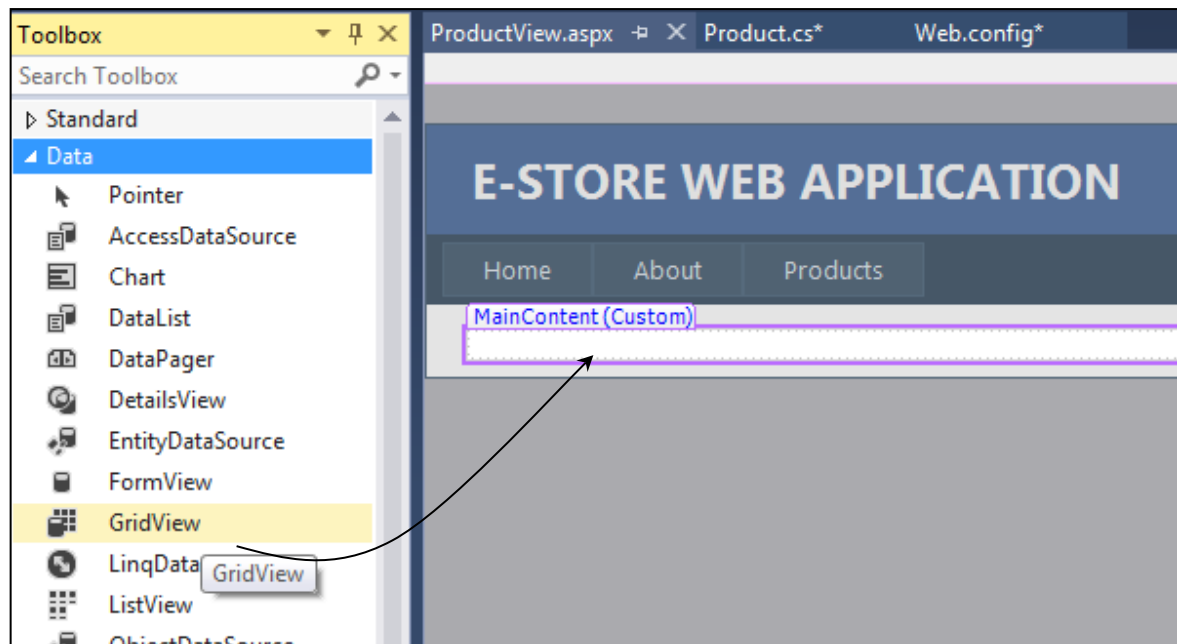 Toolbox
Search Toolbox
Standard
Data
Pointer
AccessDataSource
Chart
DataList
DataPager
DetailsView
EntityDataSource
FormView
GridView
LinqData
GridView
ListView
ObjectDataSource
ProductView.aspx Product.cs* Web.config*
E-STORE WEB APPLICATION
Home About Products
MainContent (Custom)